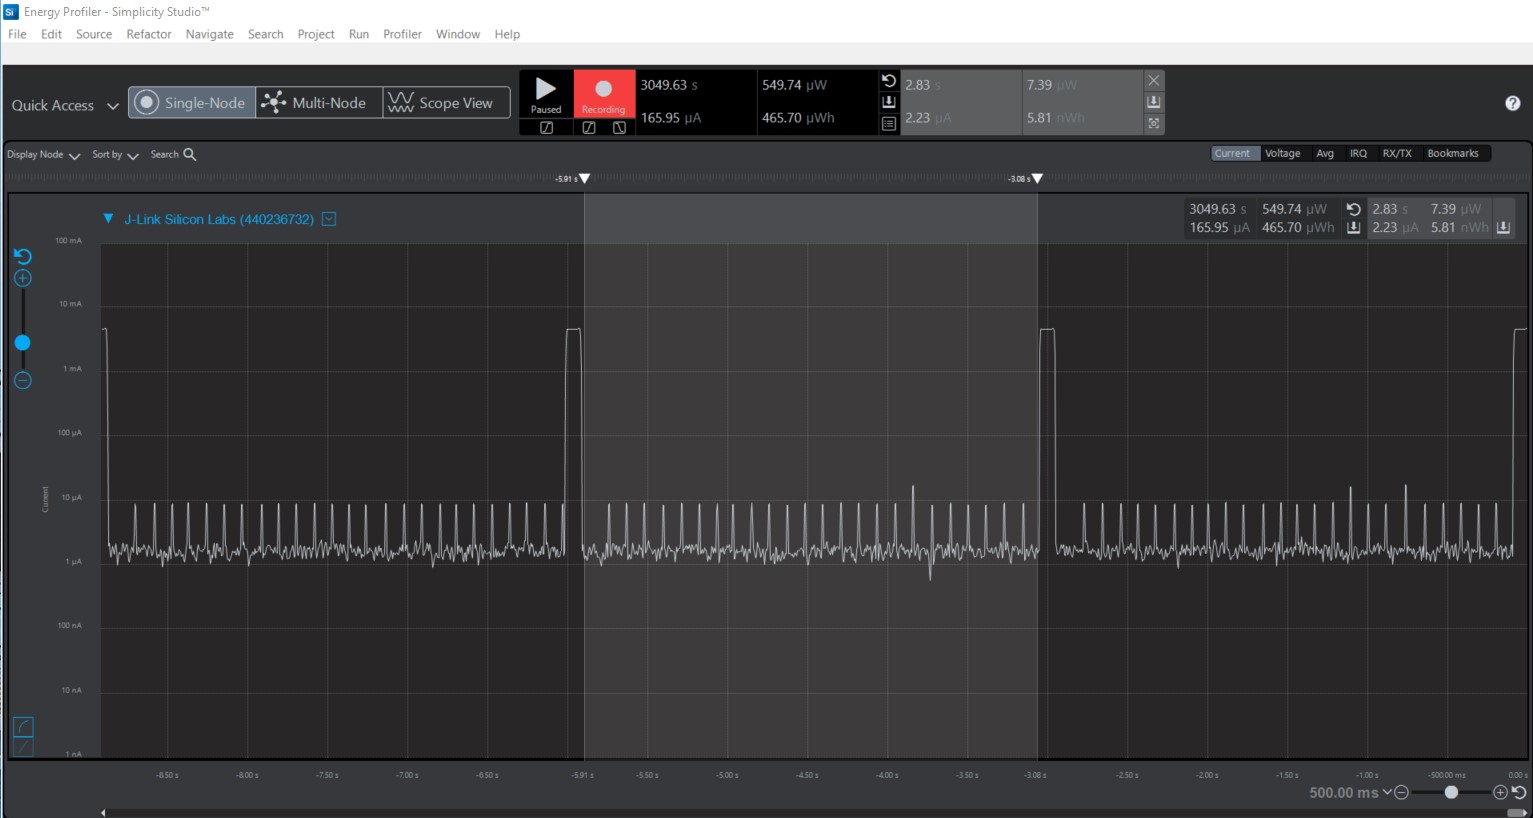 Si Energy Profiler - Simplicity Studio™
File Edit Source Refactor Navigate Search Project Run Profiler Window Help
Quick Access Single-Node Multi-Node Scope View
Paused Recording
3049.63 s 549.74 µW 2.83 s 7.39 µW
165.95 µA 465.70 µWh 2.23 µA 5.81 nWh
Display Node Sort by Search
Current Voltage Avg IRQ RX/TX Bookmarks
-5.91 s -3.08 s
J-Link Silicon Labs (440236732)
3049.63 s 549.74 µW 2.83 s 7.39 µW
165.95 µA 465.70 µWh 2.23 µA 5.81 nWh
100 mA
10 mA
1 mA
100 µA
10 µA
Current
1 µA
100 nA
10 nA
1 nA
-8.50 s -8.00 s -7.50 s -7.00 s -6.50 s -5.91 s -5.50 s -5.00 s -4.50 s -4.00 s -3.50 s -3.08 s -2.50 s -2.00 s -1.50 s -1.00 s -500.00 ms 0.00 s
500.00 ms